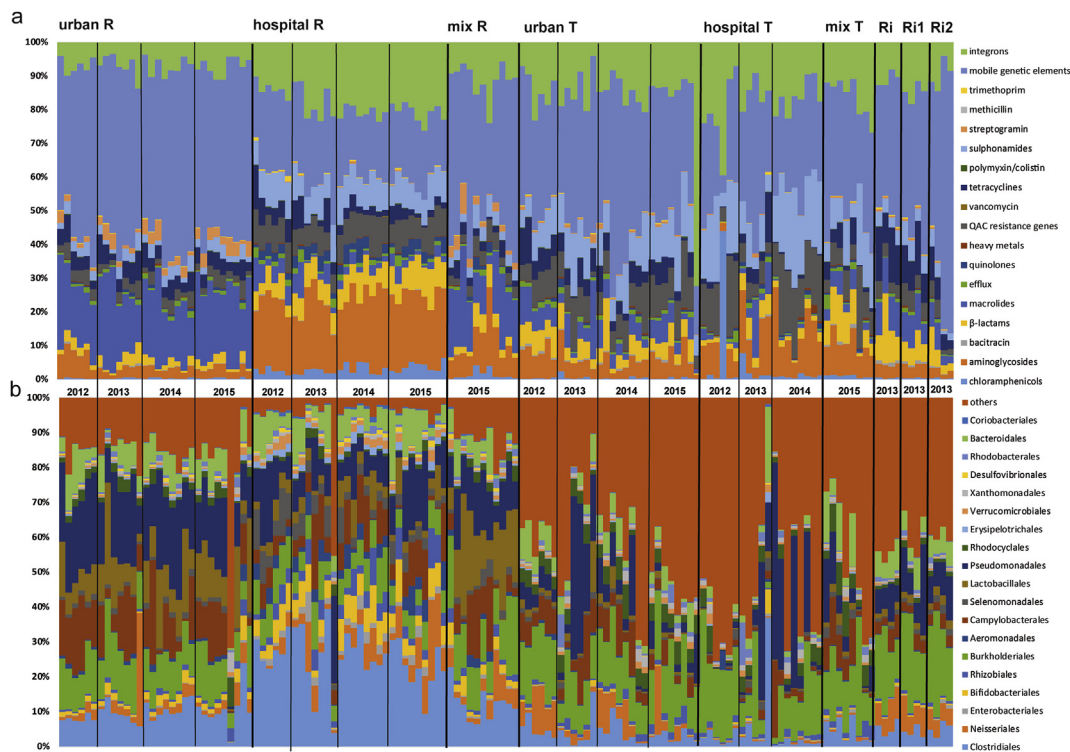 a
urban R
hospital R
mix R
urban T
hospital T
mix T
Ri
Ri1
Ri2
100%
90%
80%
70%
60%
50%
40%
30%
20%
10%
0%
integrons
mobile genetic elements
trimethoprim
methicillin
streptogramin
sulphonamides
polymyxin/colistin
tetracyclines
vancomycin
QAC resistance genes
heavy metals
quinolones
efflux
macrolides
β-lactams
bacitracin
aminoglycosides
chloramphenicols
2012
2013
2014
2015
2012
2013
2014
2015
2015
2012
2013
2014
2015
2012
2013
2014
2015
2013
2013
2013
b
100%
90%
80%
70%
60%
50%
40%
30%
20%
10%
0%
others
Coriobacteriales
Bacteroidales
Rhodobacterales
Desulfovibrionales
Xanthomonadales
Verrucomicrobiales
Erysipelotrichales
Rhodocyclales
Pseudomonadales
Lactobacillales
Selenomonadales
Campylobacterales
Aeromonadales
Burkholderiales
Rhizobiales
Bifidobacteriales
Enterobacteriales
Neisseriales
Clostridiales